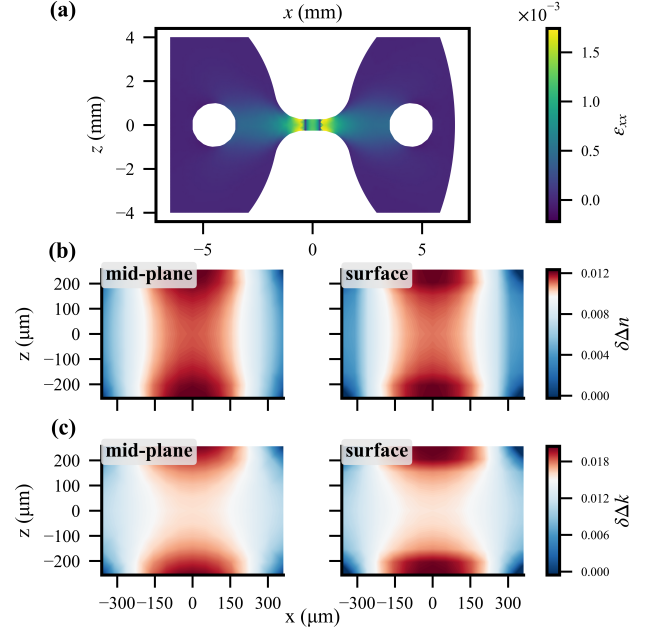 (a)
x (mm)
×10⁻³
4
2
0
−2
−4
z (mm)
−5
0
5
1.5
1.0
0.5
0.0
εxx
(b)
mid-plane
surface
200
100
0
−100
−200
z (μm)
0.012
0.008
0.004
0.000
δΔn
(c)
mid-plane
surface
200
100
0
−100
−200
z (μm)
0.018
0.012
0.006
0.000
δΔk
−300
−150
0
150
300
−300
−150
0
150
300
x (μm)